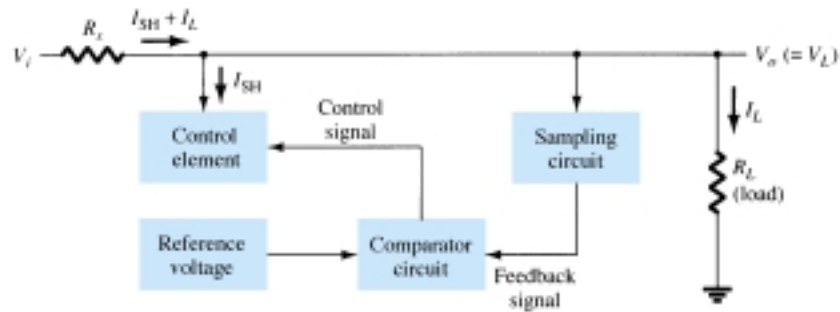 I_SH + I_L
R_s
V_i
V_o (= V_L)
I_SH
I_L
Control
signal
Control
element
Sampling
circuit
R_L
(load)
Reference
voltage
Comparator
circuit
Feedback
signal